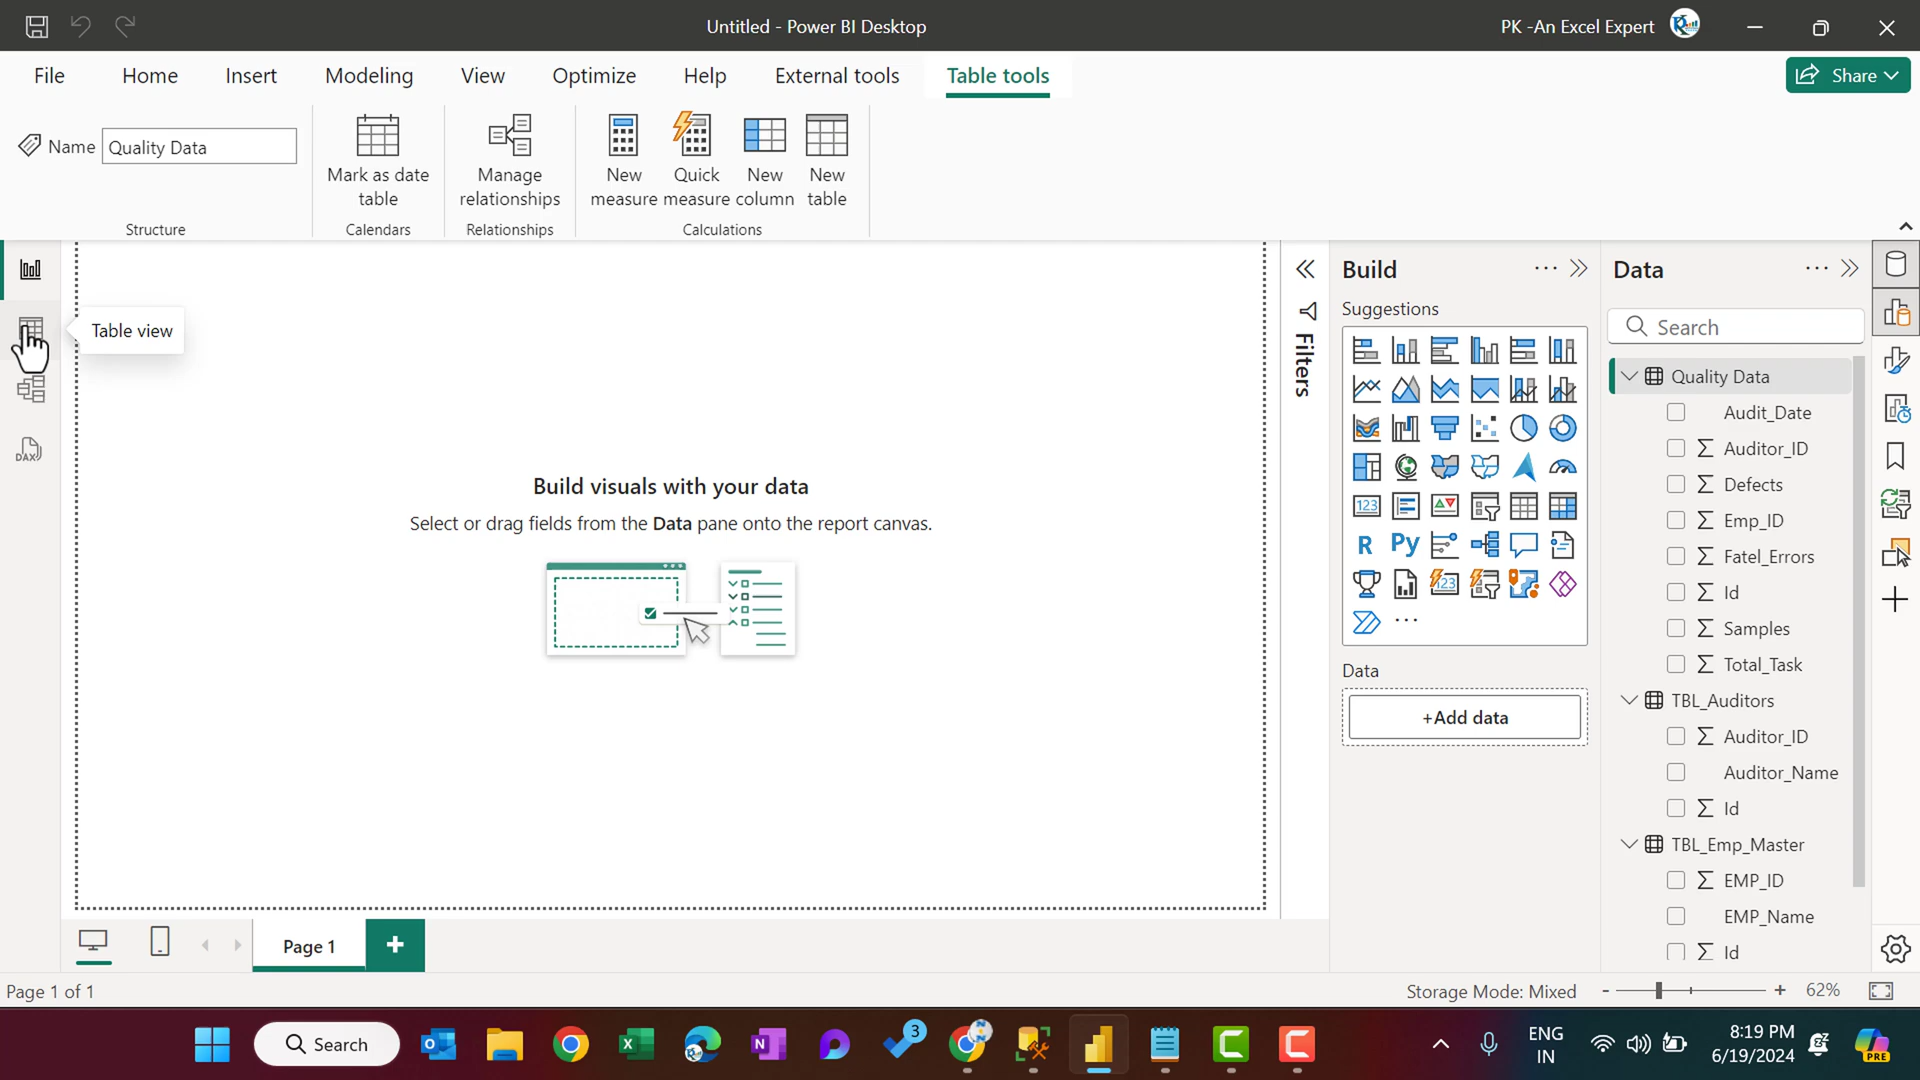 Untitled - Power BI Desktop
PK -An Excel Expert
File
Home
Insert
Modeling
View
Optimize
Help
External tools
Table tools
Share
Name
Quality Data
Mark as date
table
Manage
relationships
New
measure
Quick
measure
New
column
New
table
Structure
Calendars
Relationships
Calculations
Table view
DAX
Build visuals with your data
Select or drag fields from the Data pane onto the report canvas.
Filters
Build
Suggestions
123
R
Py
123
Data
+Add data
Data
Search
Quality Data
Audit_Date
Auditor_ID
Defects
Emp_ID
Fatel_Errors
Id
Samples
Total_Task
TBL_Auditors
Auditor_ID
Auditor_Name
Id
TBL_Emp_Master
EMP_ID
EMP_Name
Id
Page 1
Page 1 of 1
Storage Mode: Mixed
62%
Search
3
ENG
IN
8:19 PM
6/19/2024
PRE